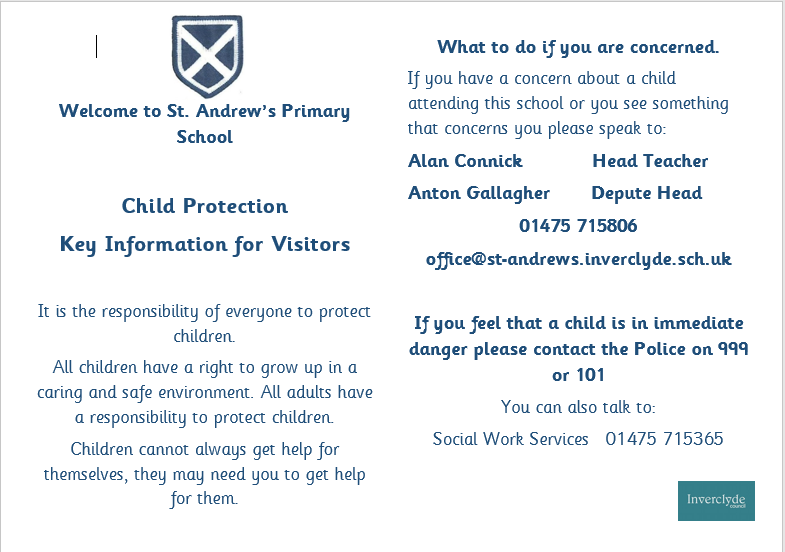 Welcome to St. Andrew's Primary
School
Child Protection
Key Information for Visitors
It is the responsibility of everyone to protect
children.
All children have a right to grow up in a
caring and safe environment. All adults have
a responsibility to protect children.
Children cannot always get help for
themselves, they may need you to get help
for them.
What to do if you are concerned.
If you have a concern about a child
attending this school or you see something
that concerns you please speak to:
Alan Connick Head Teacher
Anton Gallagher Depute Head
01475 715806
office@st-andrews.inverclyde.sch.uk
If you feel that a child is in immediate
danger please contact the Police on 999
or 101
You can also talk to:
Social Work Services 01475 715365
Inverclyde
council